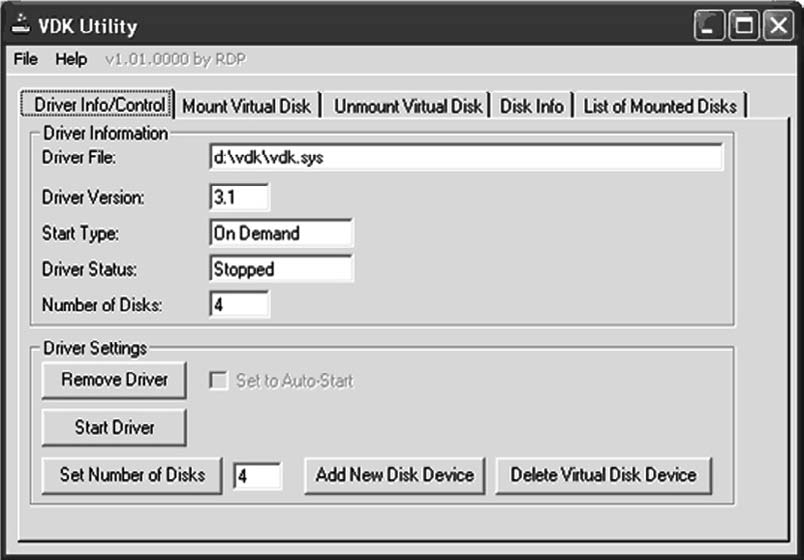 VDK Utility
File Help v1.01.0000 by RDP
Driver Info/Control Mount Virtual Disk Unmount Virtual Disk Disk Info List of Mounted Disks
Driver Information
Driver File: d:\vdk\vdk.sys
Driver Version: 3.1
Start Type: On Demand
Driver Status: Stopped
Number of Disks: 4
Driver Settings
Remove Driver Set to Auto-Start
Start Driver
Set Number of Disks 4 Add New Disk Device Delete Virtual Disk Device